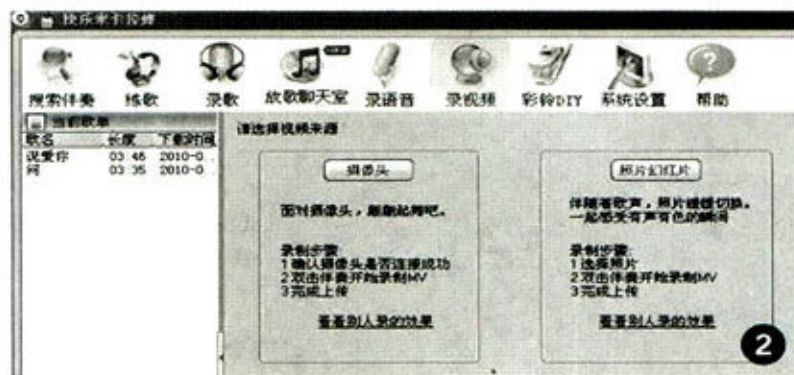 搜索伴奏 练歌 录歌 放歌聊天室 录语音 录视频 彩铃DIY 系统设置 帮助
当前歌单
歌名 长度 下载时间
说爱你 03:46 2010-0..
问 03:35 2010-0..
请选择视频来源
摄像头
面对摄像头，翩翩起舞吧。
录制步骤:
1确认摄像头是否连接成功
2双击伴奏开始录制MV
3完成上传
看看别人录的效果
照片幻灯片
伴随着歌声，照片缓缓切换。
一起感受有声有色的瞬间
录制步骤:
1选择照片
2双击伴奏开始录制MV
3完成上传
看看别人录的效果
2